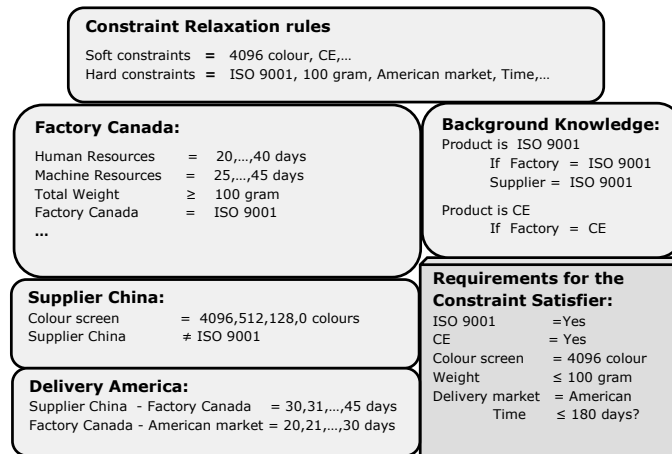 Constraint Relaxation rules
Soft constraints = 4096 colour, CE,…
Hard constraints = ISO 9001, 100 gram, American market, Time,…
Factory Canada:
Human Resources = 20,…,40 days
Machine Resources = 25,…,45 days
Total Weight ≥ 100 gram
Factory Canada = ISO 9001
…
Background Knowledge:
Product is ISO 9001
If Factory = ISO 9001
Supplier = ISO 9001
Product is CE
If Factory = CE
Supplier China:
Colour screen = 4096,512,128,0 colours
Supplier China ≠ ISO 9001
Delivery America:
Supplier China - Factory Canada = 30,31,…,45 days
Factory Canada - American market = 20,21,…,30 days
Requirements for the
Constraint Satisfier:
ISO 9001 =Yes
CE = Yes
Colour screen = 4096 colour
Weight ≤ 100 gram
Delivery market = American
Time ≤ 180 days?